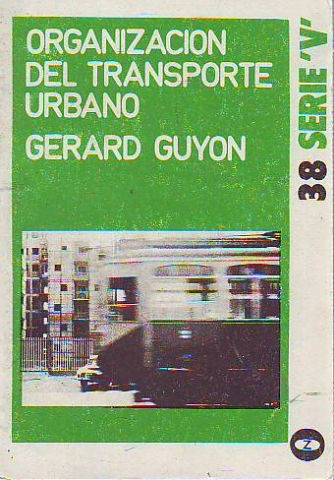 ORGANIZACION
DEL TRANSPORTE
URBANO
GERARD GUYON
38 SERIE 'V'
Z